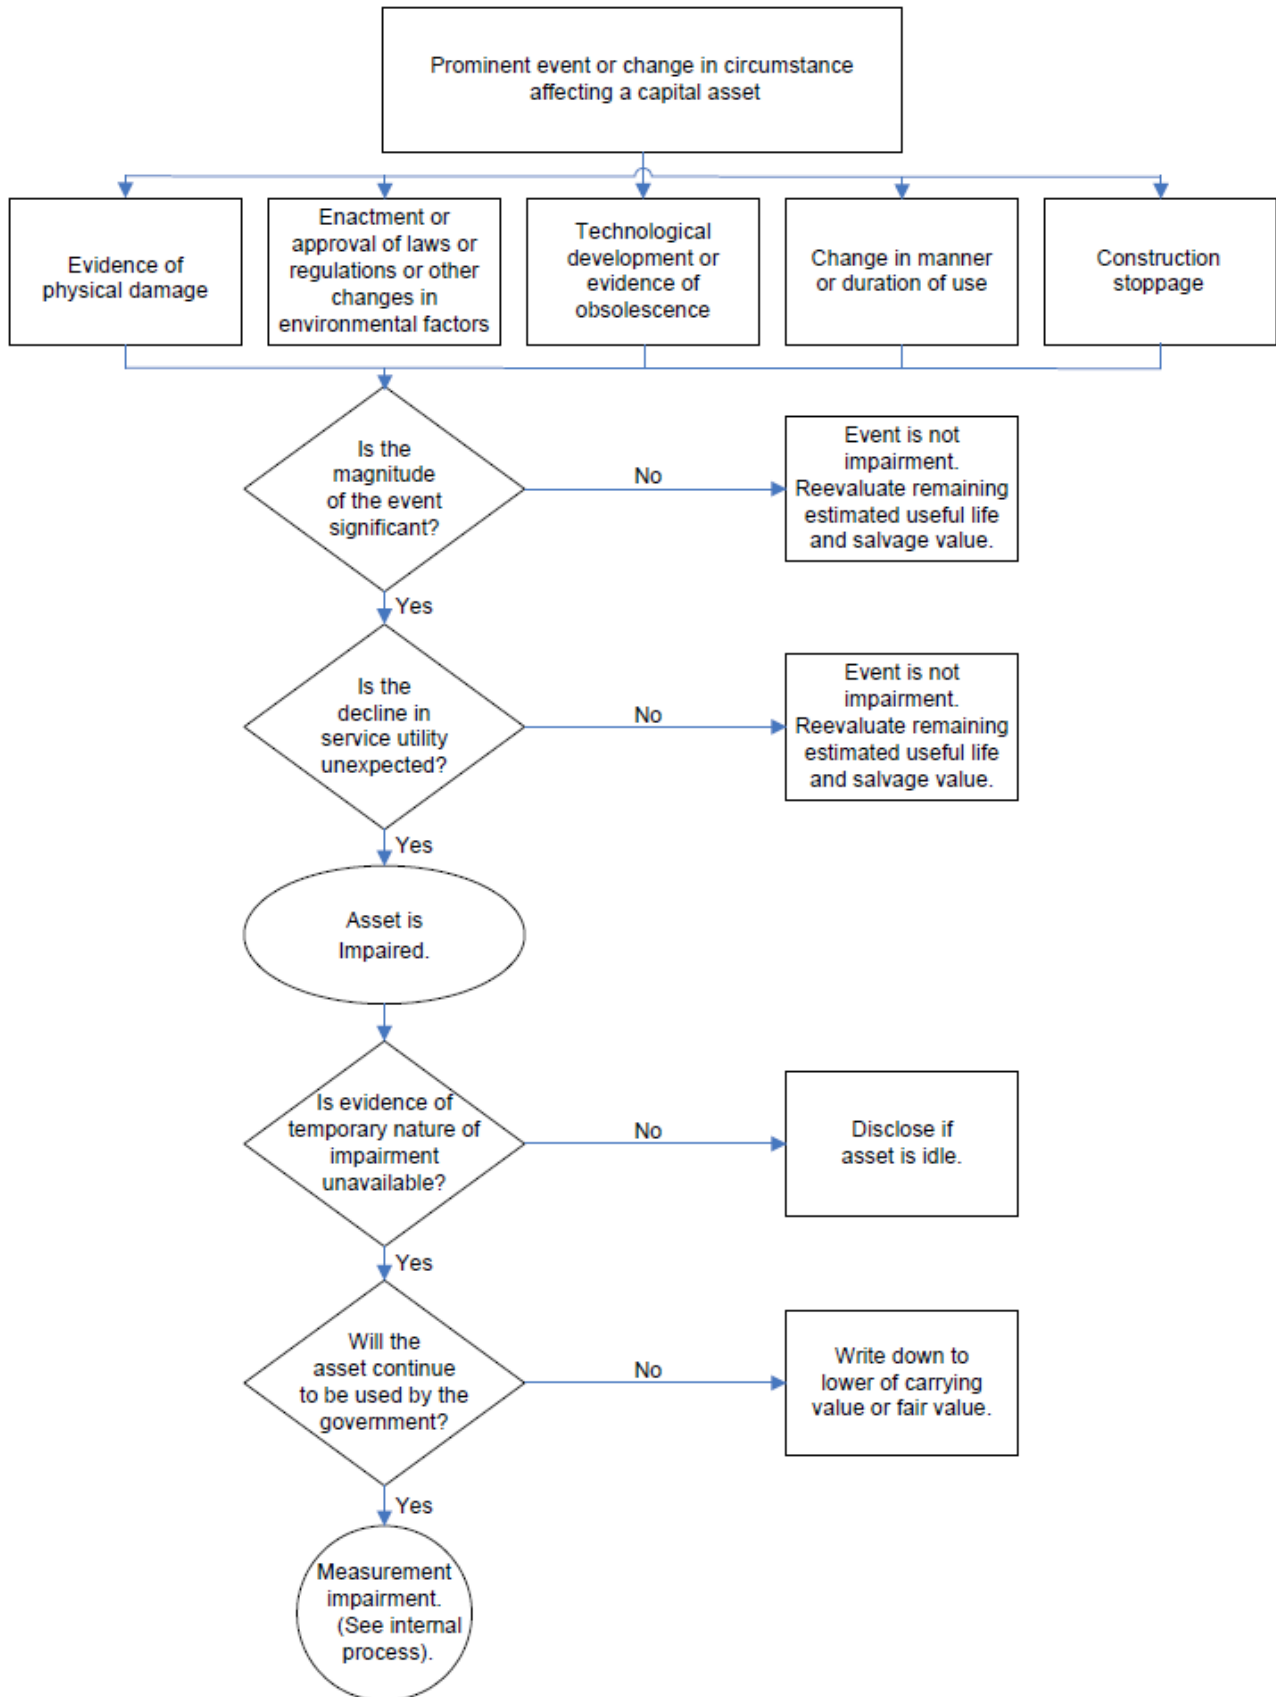 Prominent event or change in circumstance
affecting a capital asset
Evidence of
physical damage
Enactment or
approval of laws or
regulations or other
changes in
environmental factors
Technological
development or
evidence of
obsolescence
Change in manner
or duration of use
Construction
stoppage
Is the
magnitude
of the event
significant?
No
Event is not
impairment.
Reevaluate remaining
estimated useful life
and salvage value.
Yes
Is the
decline in
service utility
unexpected?
No
Event is not
impairment.
Reevaluate remaining
estimated useful life
and salvage value.
Yes
Asset is
Impaired.
Is evidence of
temporary nature of
impairment
unavailable?
No
Disclose if
asset is idle.
Yes
Will the
asset continue
to be used by the
government?
No
Write down to
lower of carrying
value or fair value.
Yes
Measurement
impairment.
(See internal
process).